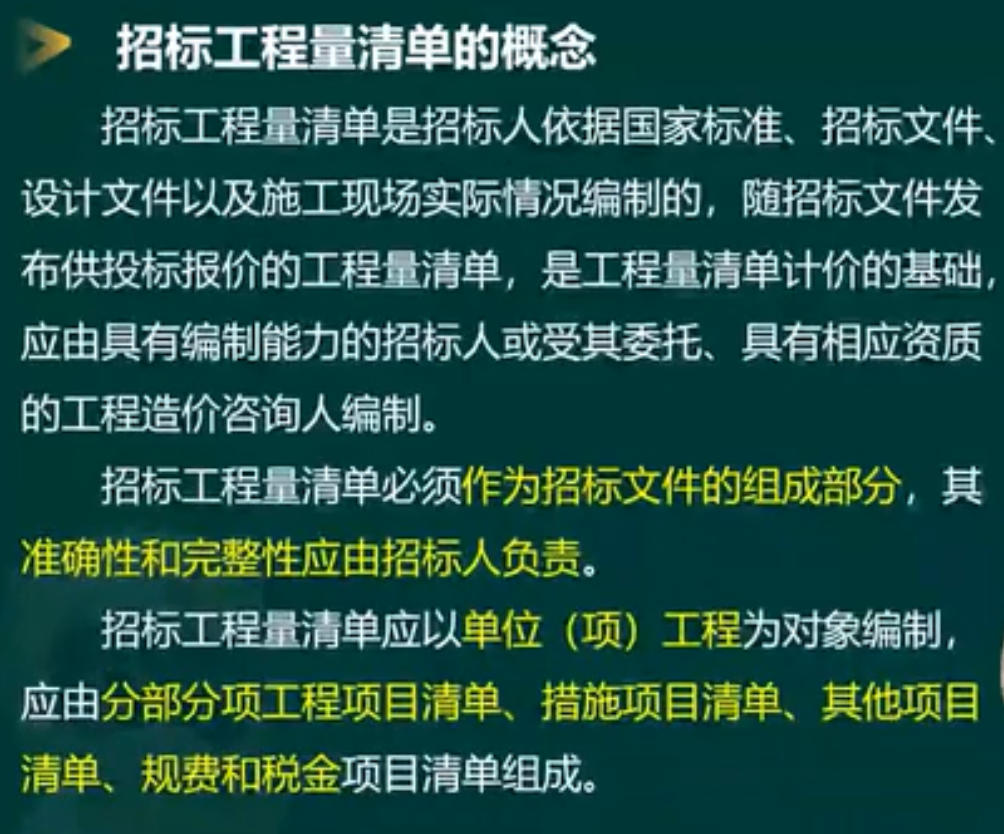 招标工程量清单的概念
招标工程量清单是招标人依据国家标准、招标文件、
设计文件以及施工现场实际情况编制的，随招标文件发
布供投标报价的工程量清单，是工程量清单计价的基础，
应由具有编制能力的招标人或受其委托、具有相应资质
的工程造价咨询人编制。
招标工程量清单必须作为招标文件的组成部分，其
准确性和完整性应由招标人负责。
招标工程量清单应以单位（项）工程为对象编制，
应由分部分项工程项目清单、措施项目清单、其他项目
清单、规费和税金项目清单组成。